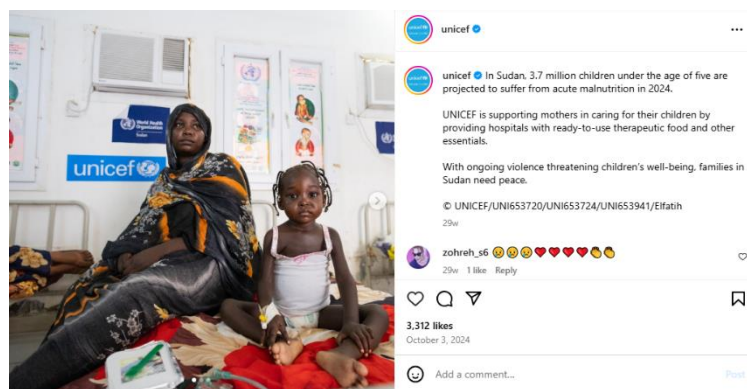 World Health
Organization
unicef
unicef
unicef In Sudan, 3.7 million children under the age of five are
projected to suffer from acute malnutrition in 2024.
UNICEF is supporting mothers in caring for their children by
providing hospitals with ready-to-use therapeutic food and other
essentials.
With ongoing violence threatening children's well-being, families in
Sudan need peace.
© UNICEF/UNI653720/UNI653724/UNI653941/Elfatih
29w
zohreh_s6 😢😢😢❤❤❤❤👏👏
29w 1 like Reply
3,312 likes
October 3, 2024
Add a comment...
Post